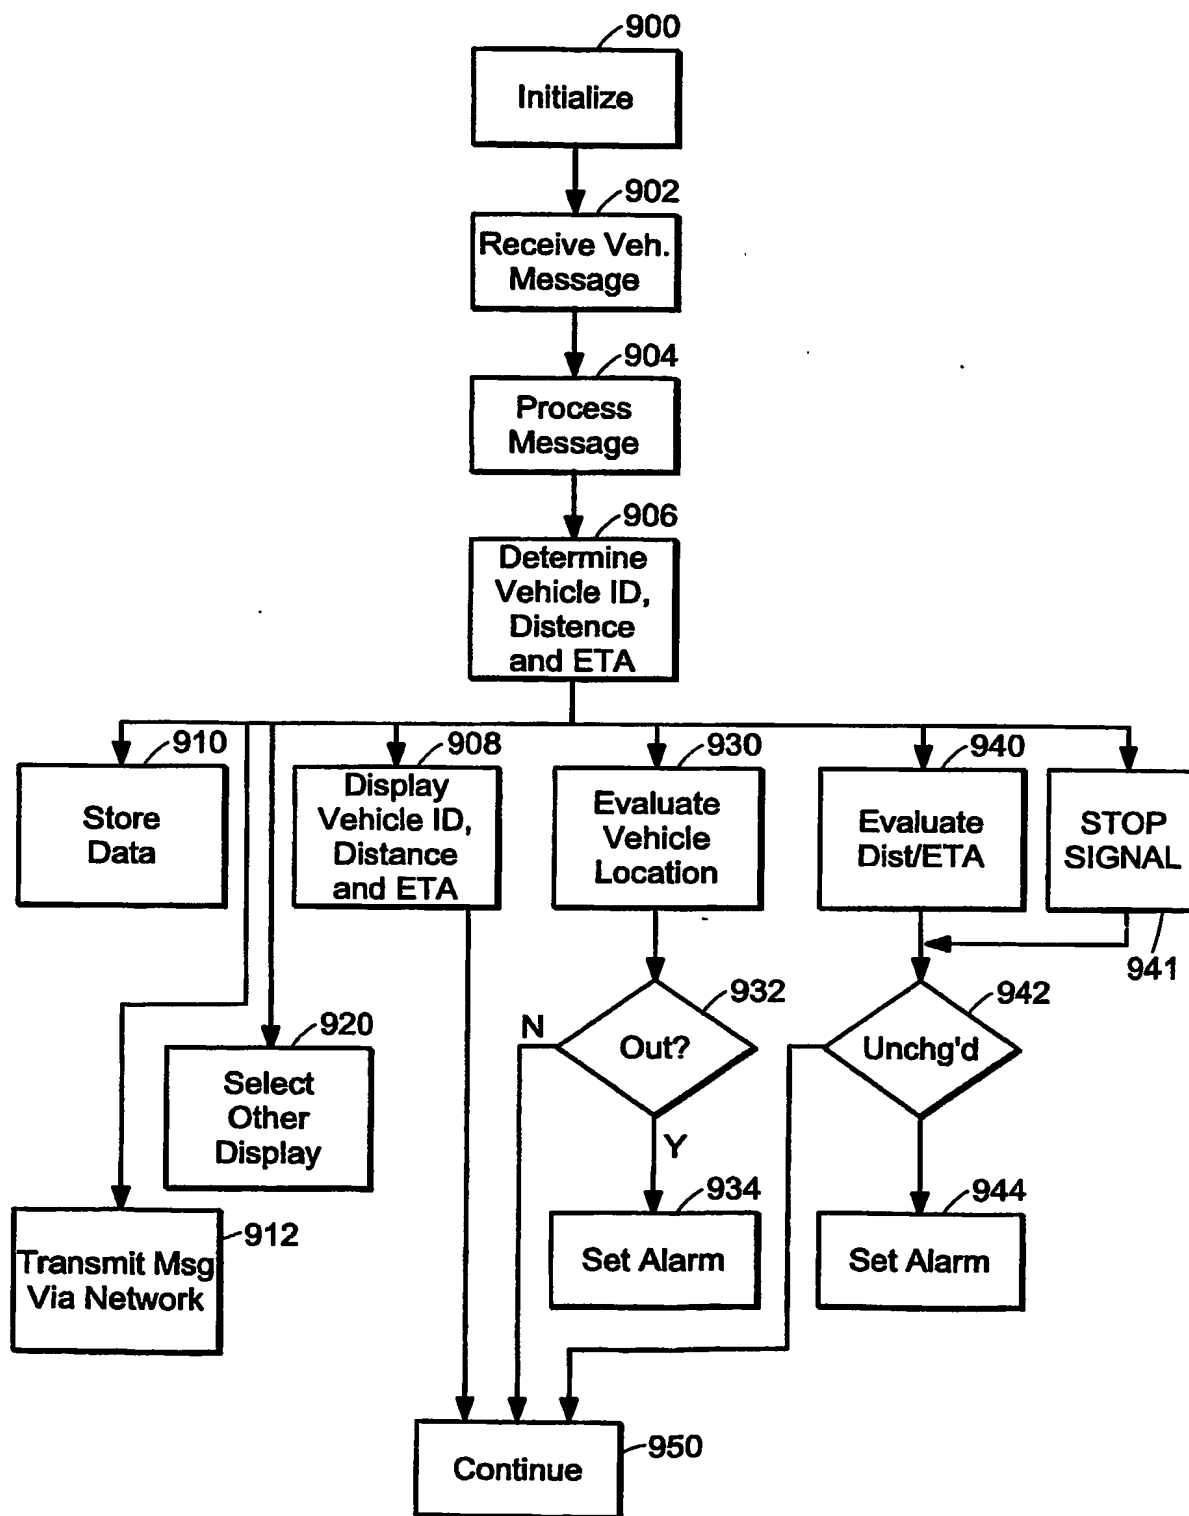 900
Initialize
902
Receive Veh.
Message
904
Process
Message
906
Determine
Vehicle ID,
Distence
and ETA
910
Store
Data
908
Display
Vehicle ID,
Distance
and ETA
930
Evaluate
Vehicle
Location
940
Evaluate
Dist/ETA
STOP
SIGNAL
941
920
Select
Other
Display
N
932
Out?
Y
942
Unchg'd
912
Transmit Msg
Via Network
934
Set Alarm
944
Set Alarm
950
Continue